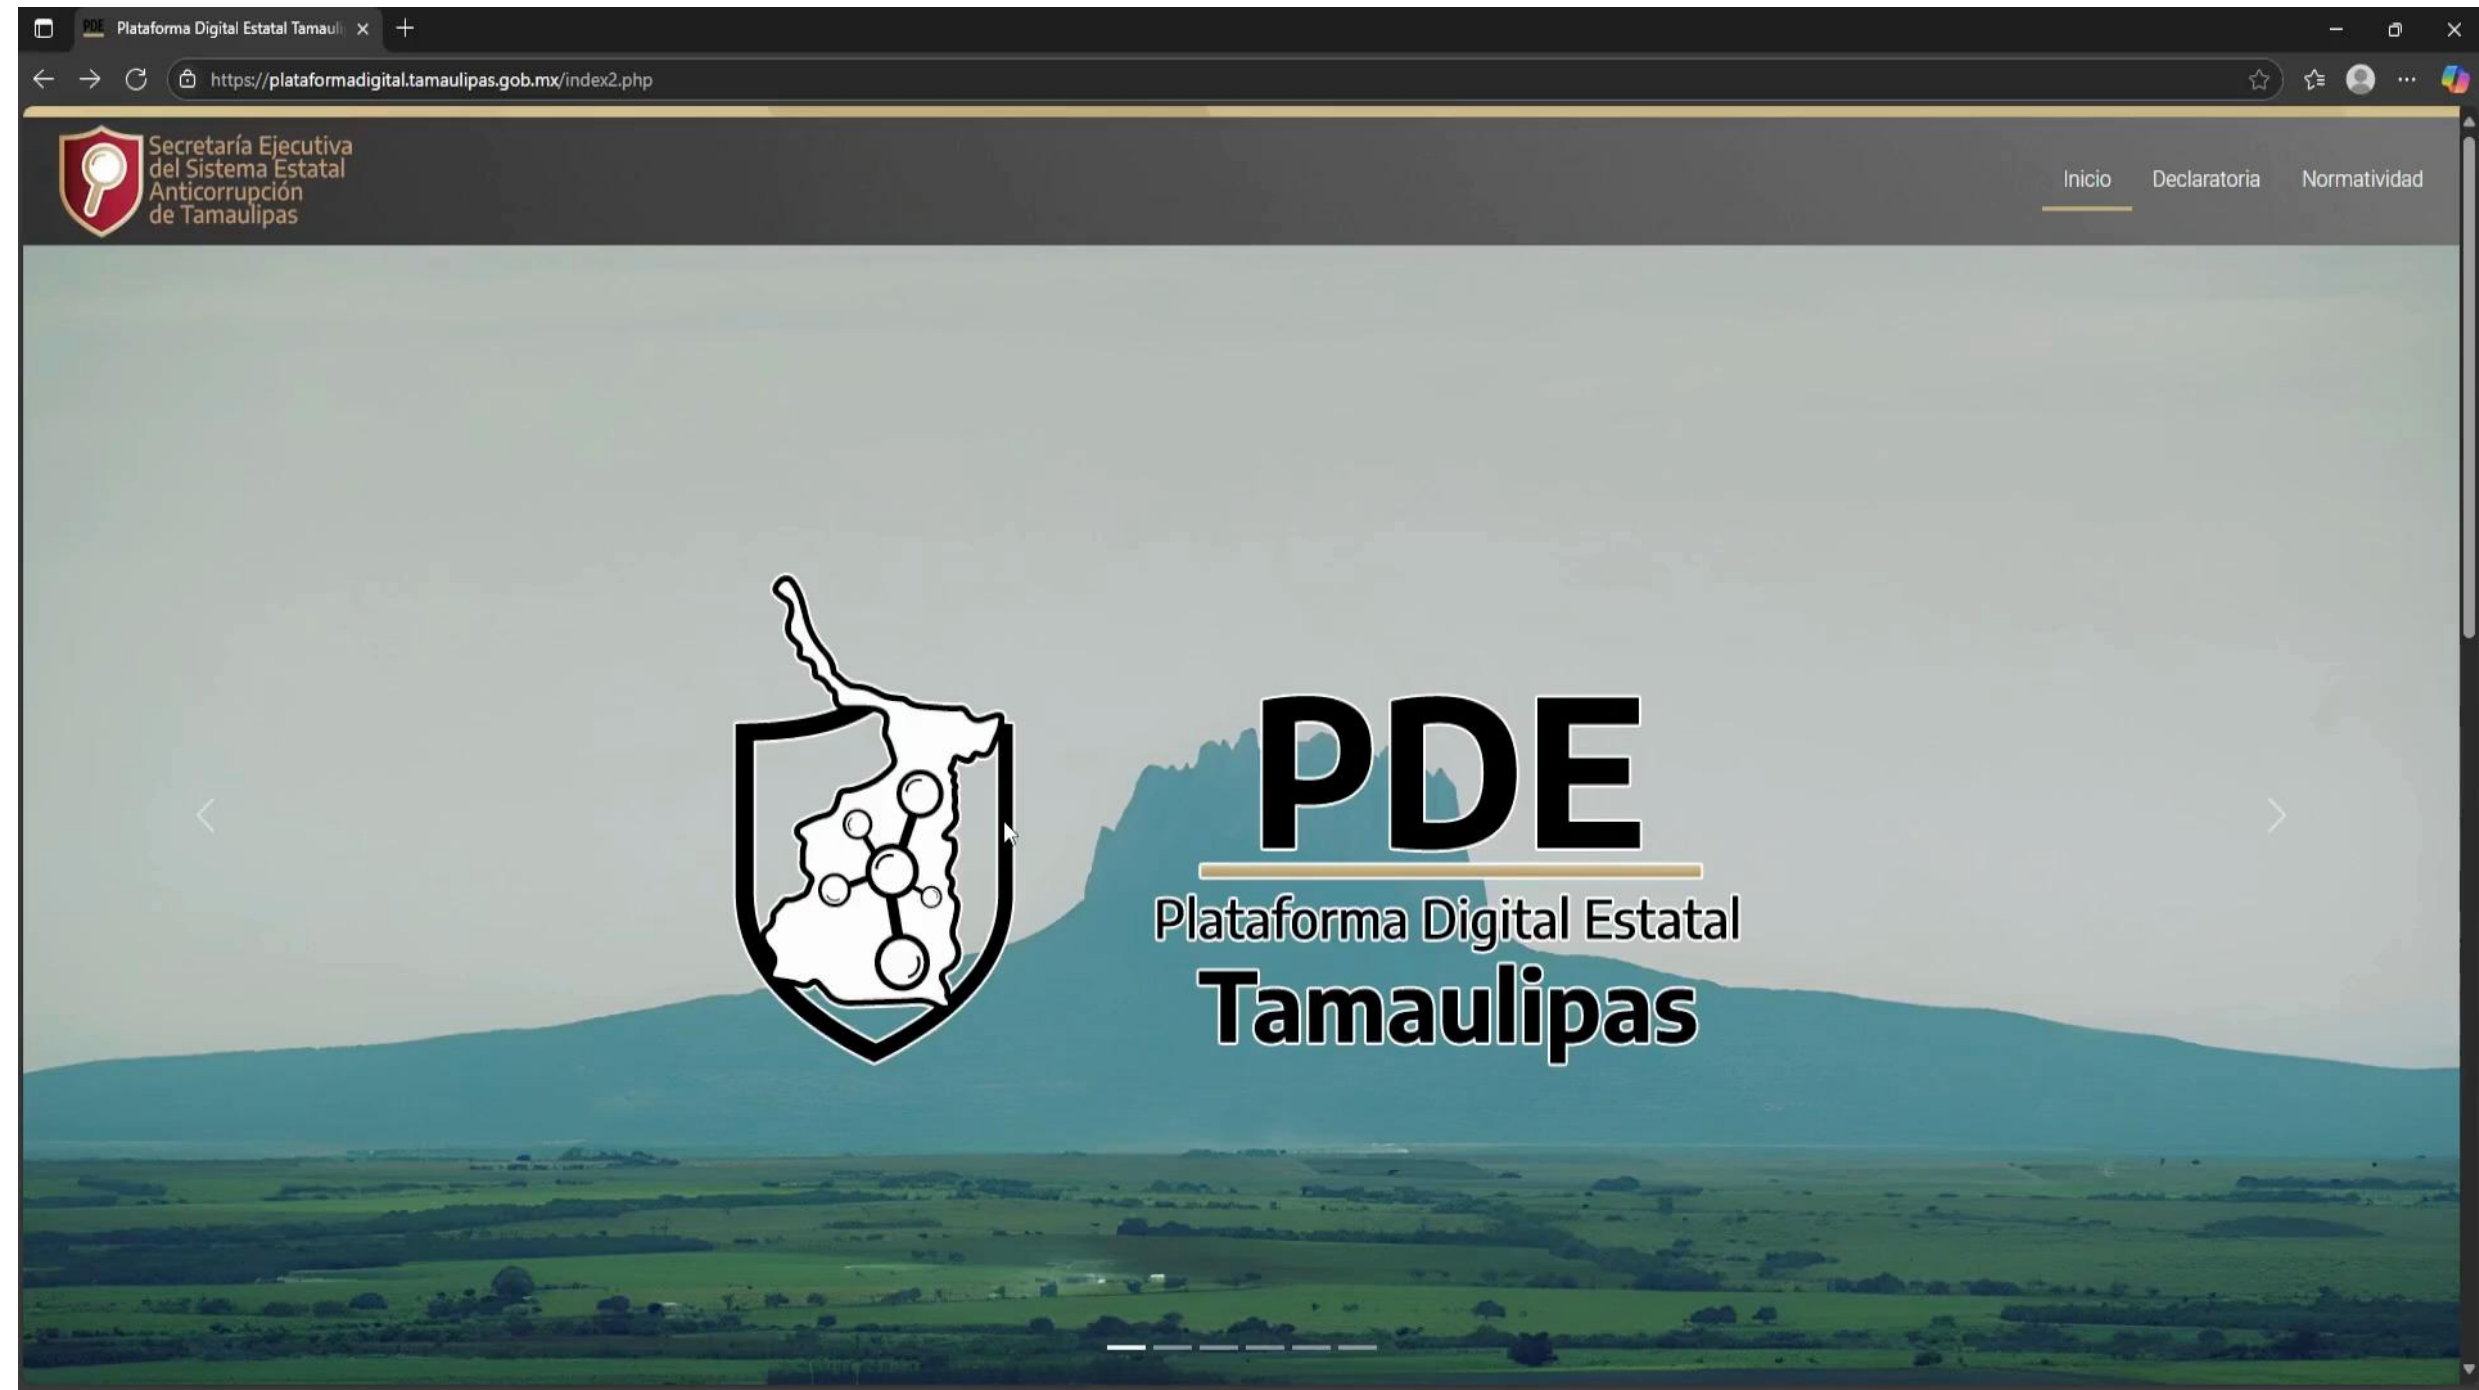 PDE
Plataforma Digital Estatal Tamauli
https://plataformadigital.tamaulipas.gob.mx/index2.php
Secretaría Ejecutiva
del Sistema Estatal
Anticorrupción
de Tamaulipas
Inicio
Declaratoria
Normatividad
PDE
Plataforma Digital Estatal
Tamaulipas